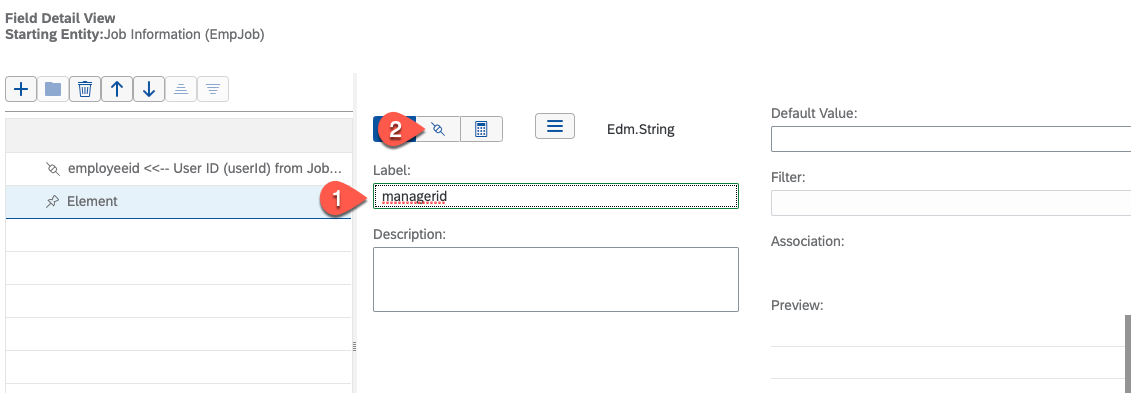 Field Detail View
Starting Entity:Job Information (EmpJob)
employeeid <<-- User ID (userId) from Job...
Element
2
Edm.String
Label:
1
managerid
Description:
Default Value:
Filter:
Association:
Preview: